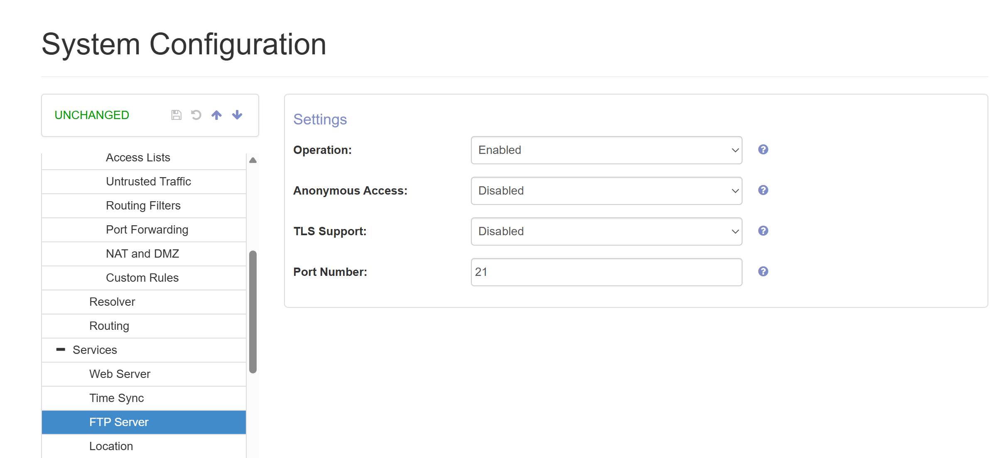 System Configuration
UNCHANGED
Access Lists
Untrusted Traffic
Routing Filters
Port Forwarding
NAT and DMZ
Custom Rules
Resolver
Routing
Services
Web Server
Time Sync
FTP Server
Location
Settings
Operation: Enabled
Anonymous Access: Disabled
TLS Support: Disabled
Port Number: 21